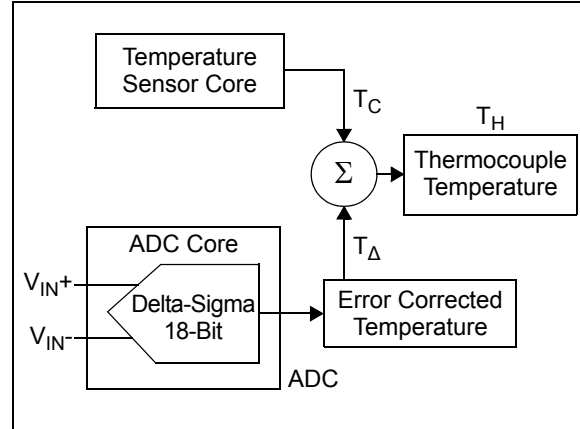 Temperature
Sensor Core
T_C
T_H
Σ
Thermocouple
Temperature
ADC Core
T_Δ
V_IN+
Delta-Sigma
18-Bit
V_IN-
Error Corrected
Temperature
ADC